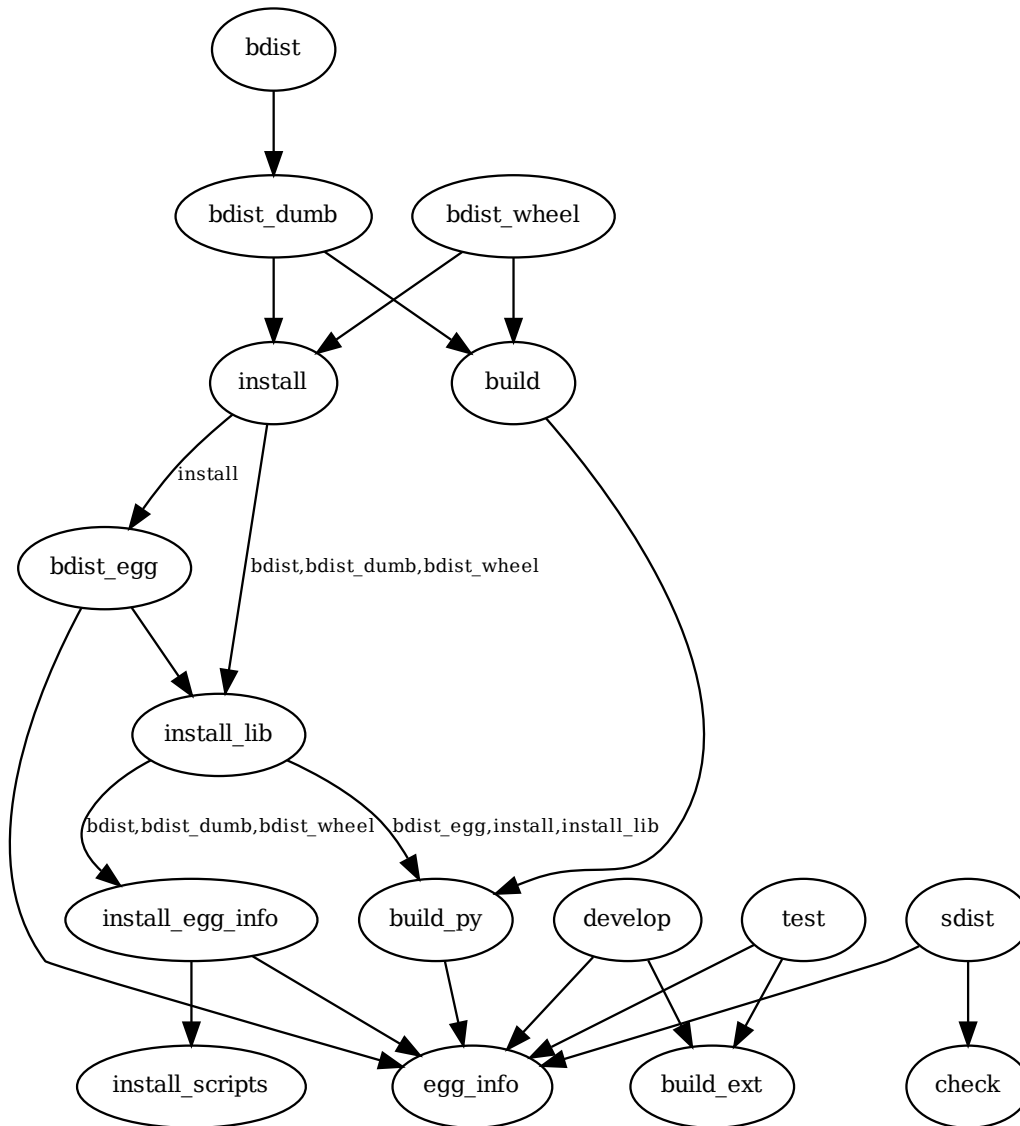 bdist
bdist_dumb
bdist_wheel
install
build
install
bdist_egg
bdist,bdist_dumb,bdist_wheel
install_lib
bdist,bdist_dumb,bdist_wheel
bdist_egg,install,install_lib
install_egg_info
build_py
develop
test
sdist
install_scripts
egg_info
build_ext
check